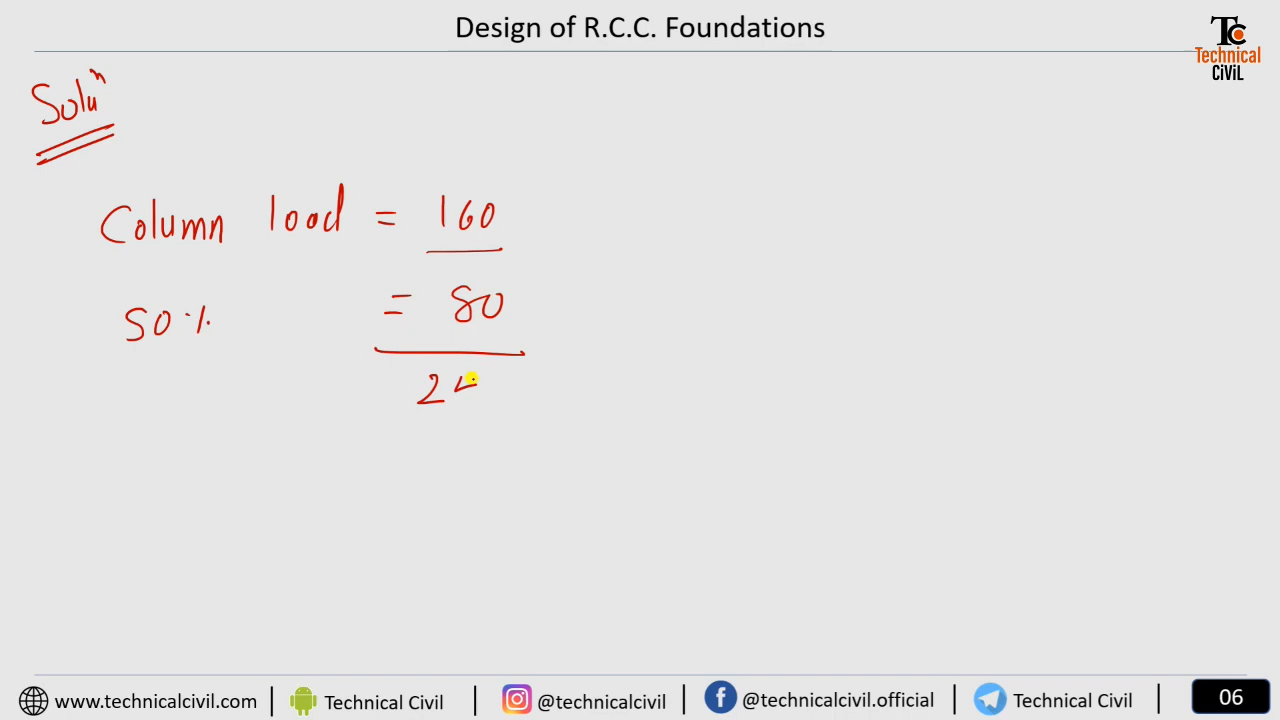 Design of R.C.C. Foundations
TC
Technical
CiViL
Soluⁿ
Column load = 160
50% = 80
24
www.technicalcivil.com
Technical Civil
@technicalcivil
@technicalcivil.official
Technical Civil
06